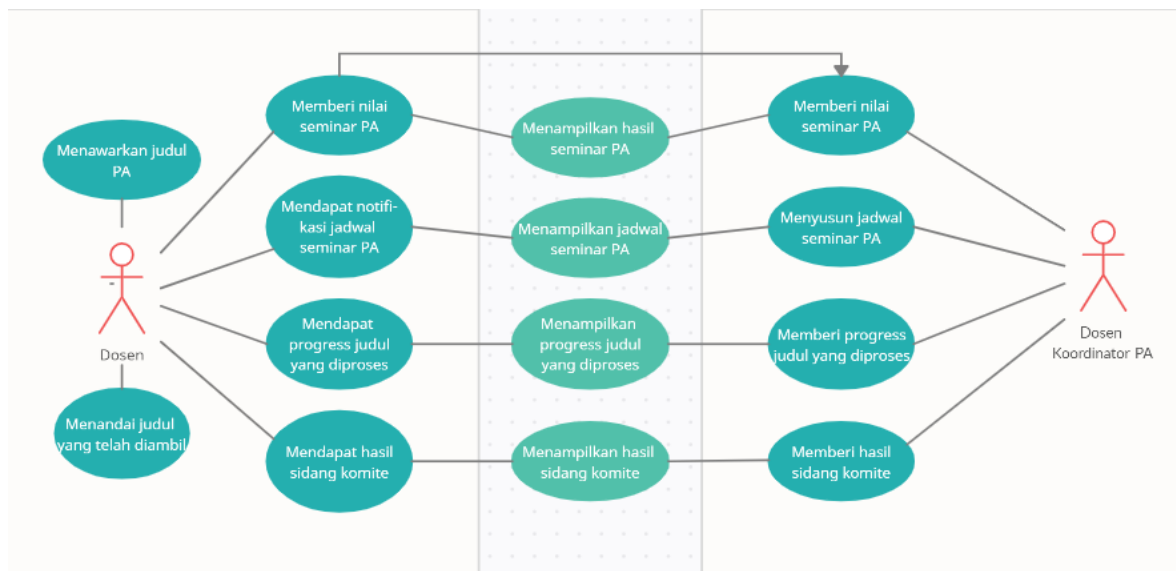 Memberi nilai
seminar PA
Menampilkan hasil
seminar PA
Memberi nilai
seminar PA
Menawarkan judul
PA
Mendapat notifi-
kasi jadwal
seminar PA
Menampilkan jadwal
seminar PA
Menyusun jadwal
seminar PA
Dosen
Mendapat
progress judul
yang diproses
Menampilkan
progress judul
yang diproses
Memberi progress
judul yang diproses
Dosen
Koordinator PA
Menandai judul
yang telah diambil
Mendapat hasil
sidang komite
Menampilkan hasil
sidang komite
Memberi hasil
sidang komite